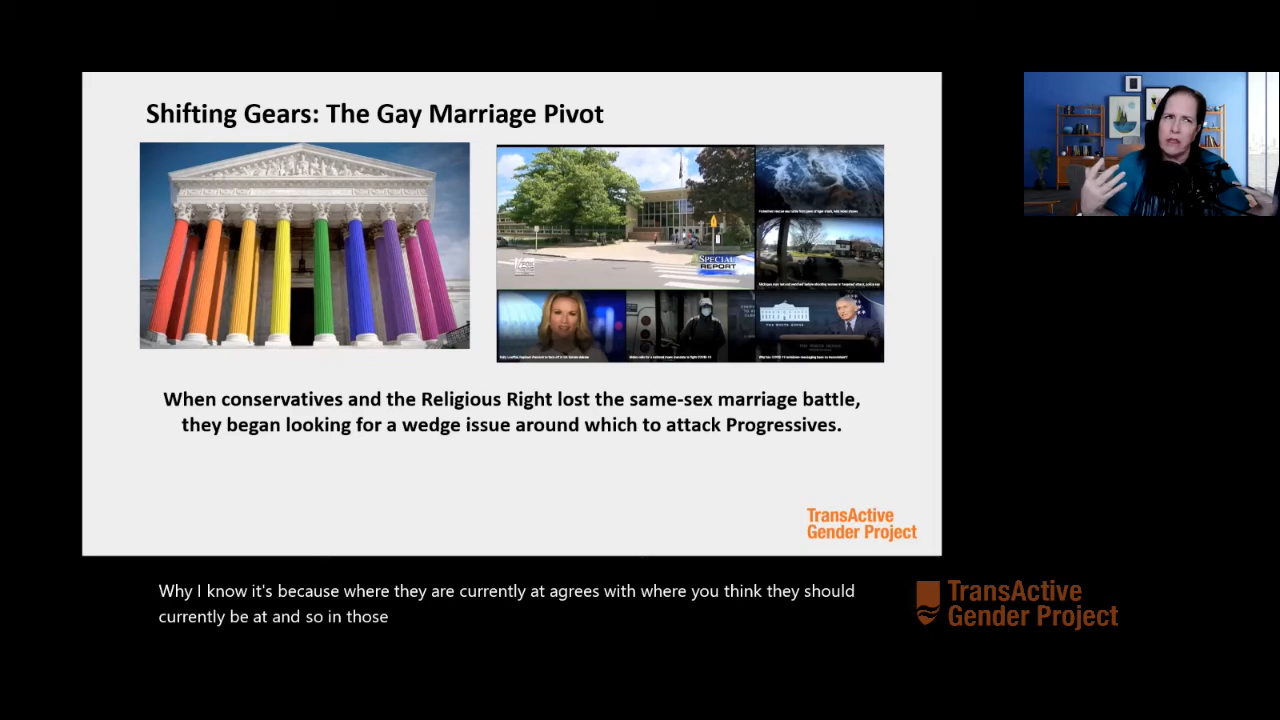 Shifting Gears: The Gay Marriage Pivot
SPECIAL
REPORT
THE WHITE HOUSE
When conservatives and the Religious Right lost the same-sex marriage battle,
they began looking for a wedge issue around which to attack Progressives.
TransActive
Gender Project
Why I know it's because where they are currently at agrees with where you think they should
currently be at and so in those
TransActive
Gender Project